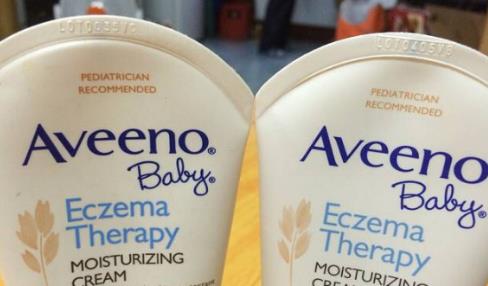 PEDIATRICIAN
RECOMMENDED
Aveeno®
Baby®
Eczema
Therapy
MOISTURIZING
CREAM
PEDIATRICIAN
RECOMMENDED
Aveeno
Baby®
Eczema
Therapy
MOISTURIZING